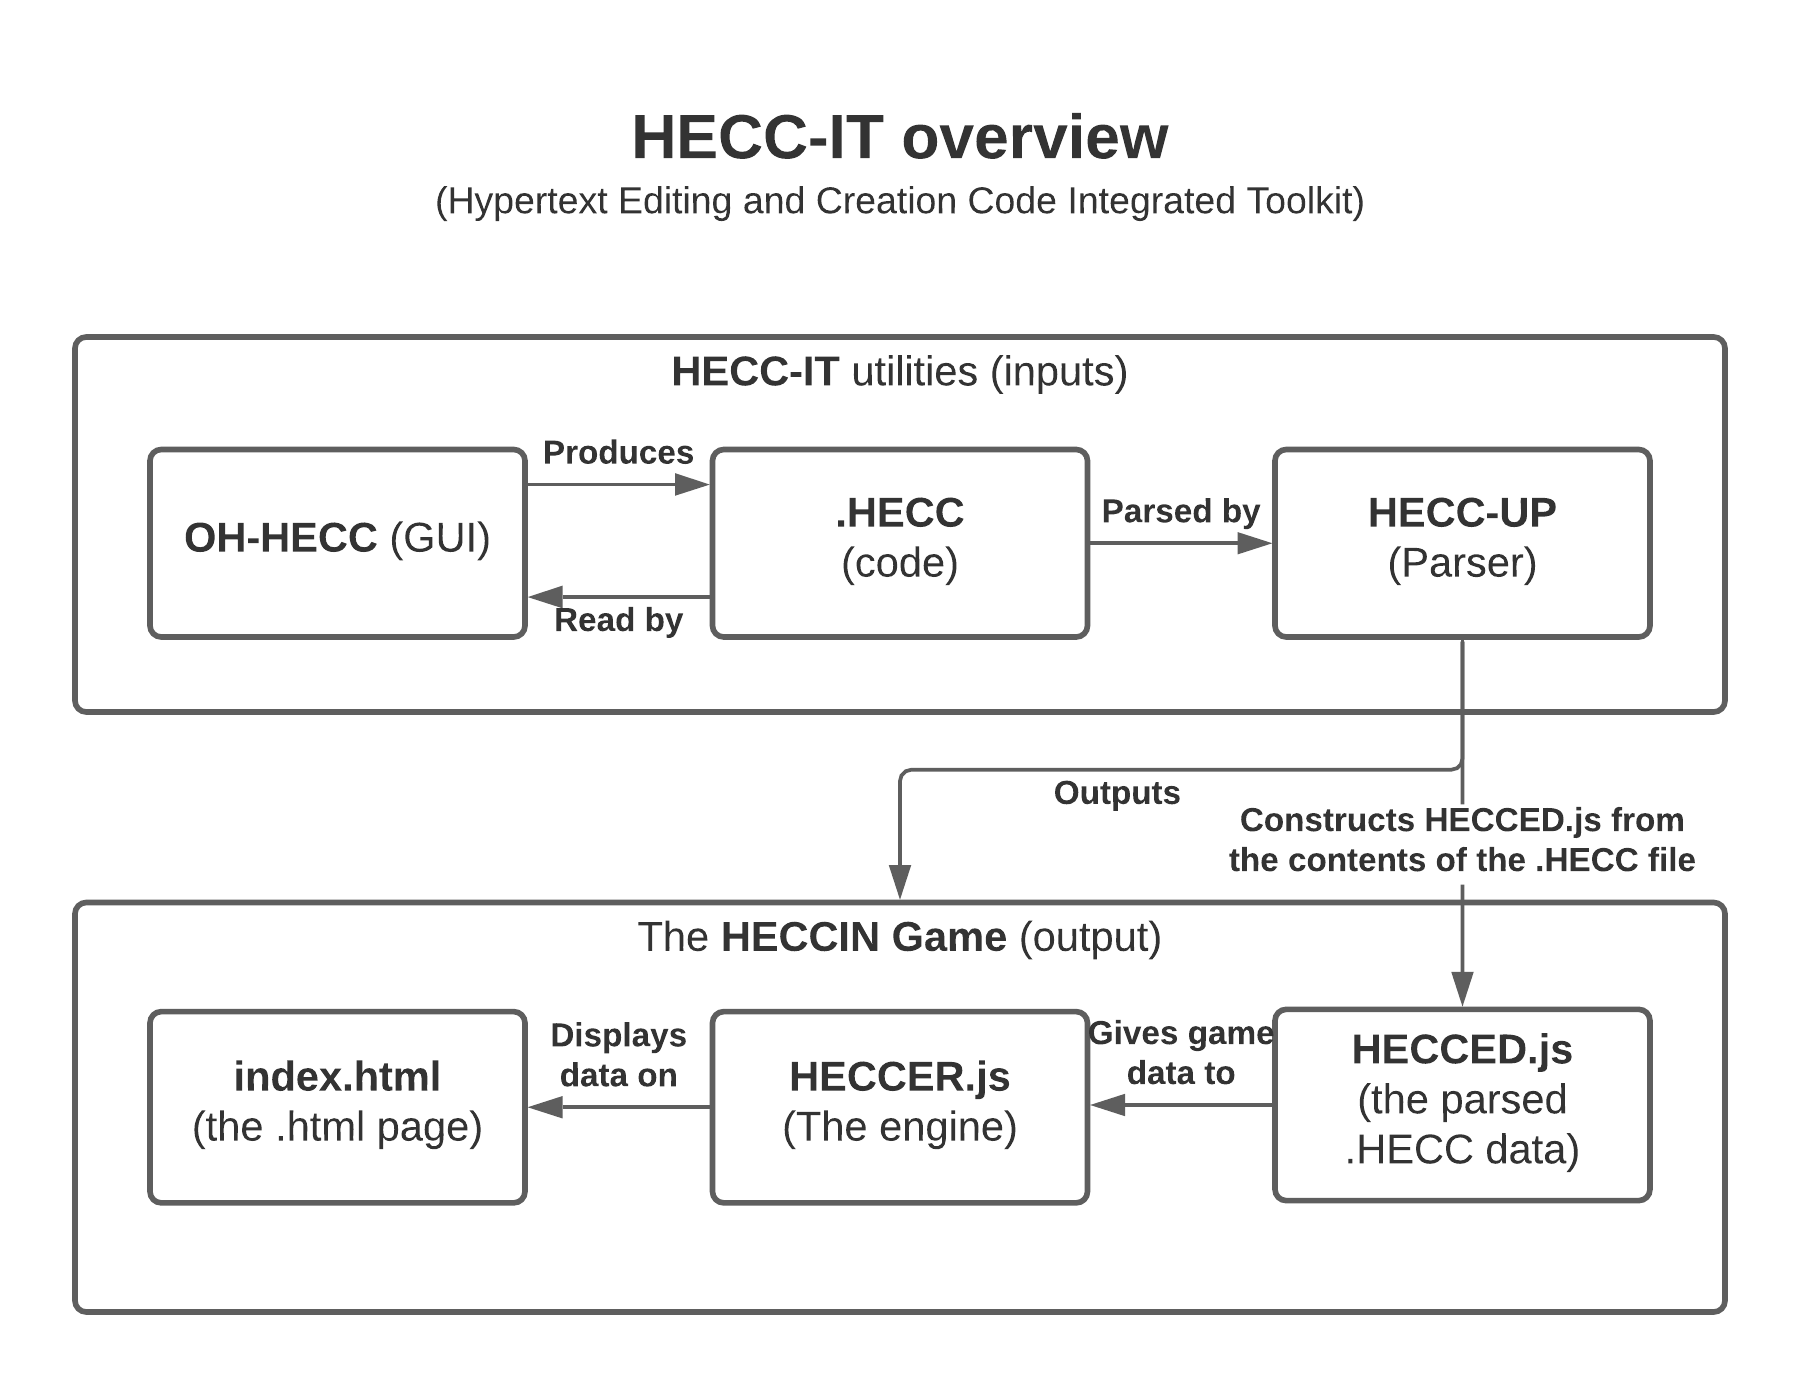 HECC-IT overview
(Hypertext Editing and Creation Code Integrated Toolkit)
HECC-IT utilities (inputs)
OH-HECC (GUI)
Produces
Read by
.HECC
(code)
Parsed by
HECC-UP
(Parser)
Outputs
Constructs HECCED.js from
the contents of the .HECC file
The HECCIN Game (output)
index.html
(the .html page)
Displays
data on
HECCER.js
(The engine)
Gives game
data to
HECCED.js
(the parsed
.HECC data)